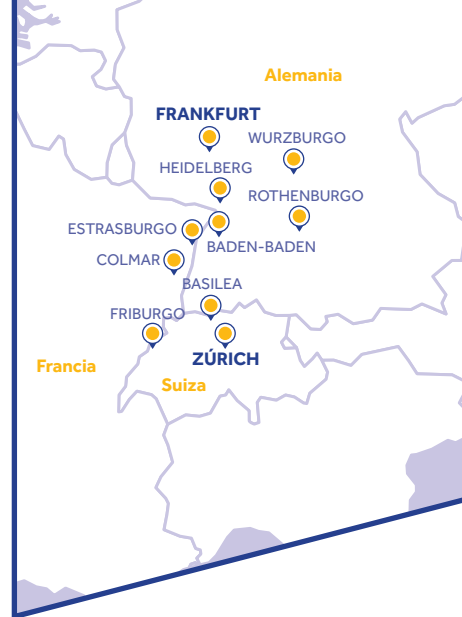 Alemania
FRANKFURT
WURZBURGO
HEIDELBERG
ROTHENBURGO
ESTRASBURGO
BADEN-BADEN
COLMAR
BASILEA
FRIBURGO
ZÚRICH
Francia
Suiza